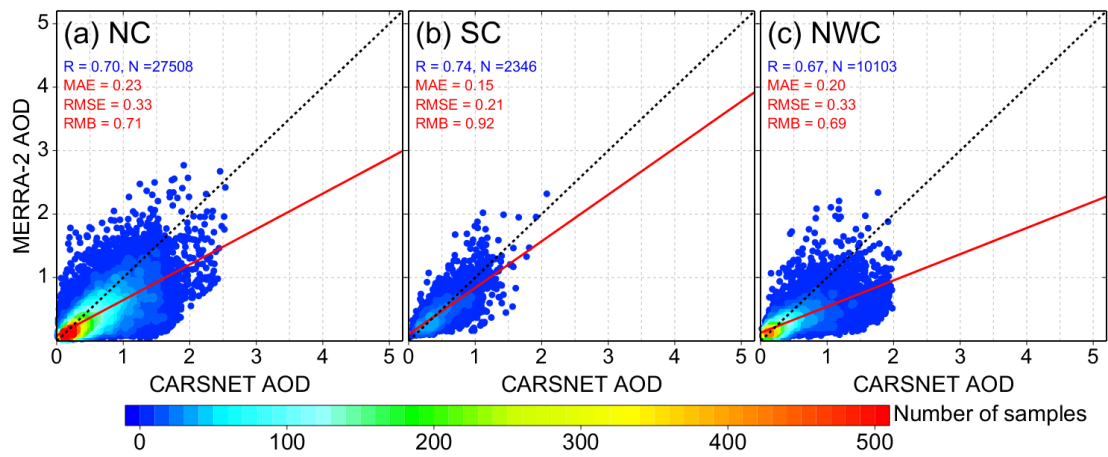 (a) NC
R = 0.70, N =27508
MAE = 0.23
RMSE = 0.33
RMB = 0.71
(b) SC
R = 0.74, N =2346
MAE = 0.15
RMSE = 0.21
RMB = 0.92
(c) NWC
R = 0.67, N =10103
MAE = 0.20
RMSE = 0.33
RMB = 0.69
MERRA-2 AOD
5
4
3
2
1
0 1 2 3 4 5
0 1 2 3 4 5
0 1 2 3 4 5
CARSNET AOD
CARSNET AOD
CARSNET AOD
Number of samples
0 100 200 300 400 500